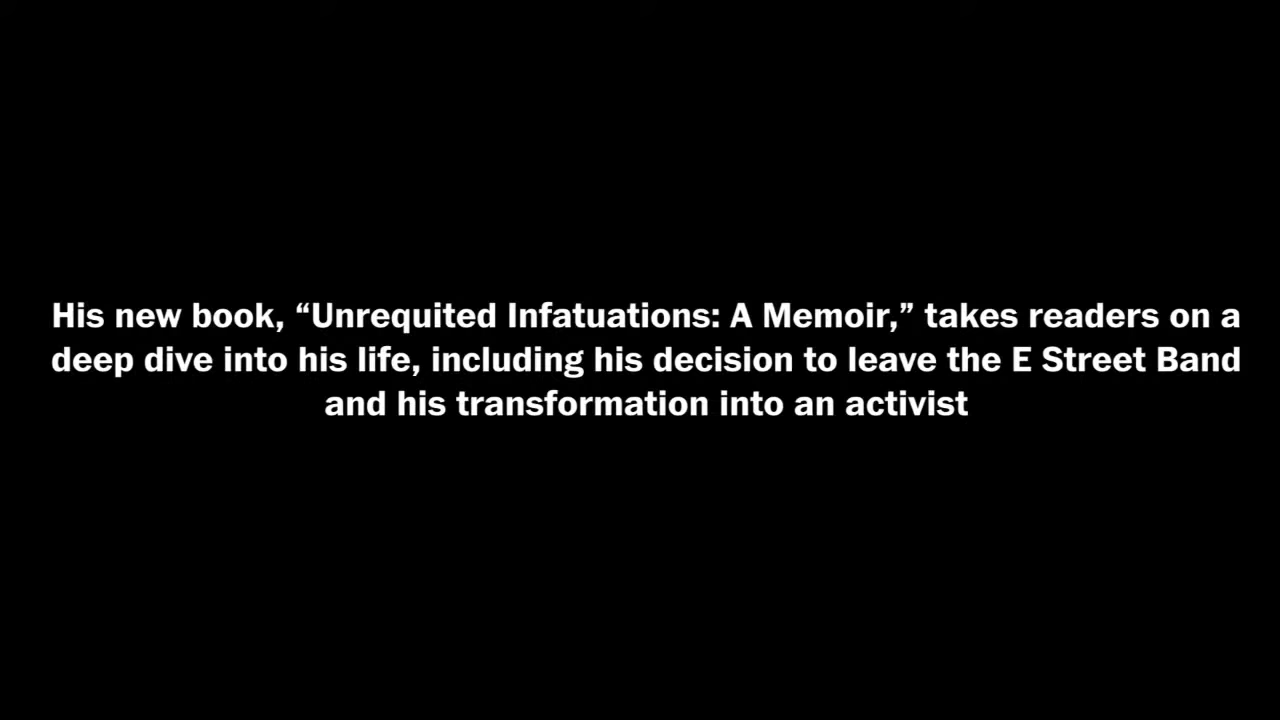 His new book, “Unrequited Infatuations: A Memoir,” takes readers on a
deep dive into his life, including his decision to leave the E Street Band
and his transformation into an activist